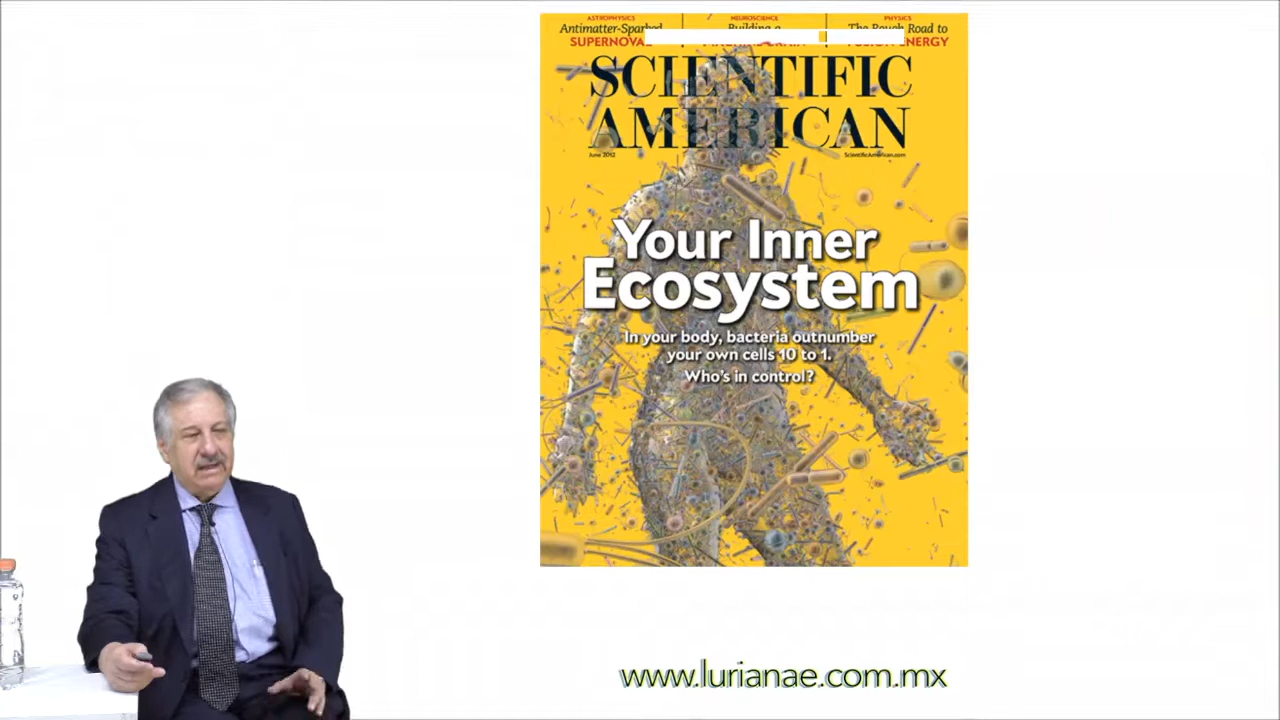 ASTROPHYSICS
Antimatter-Sparked
SUPERNOVAE
NEUROSCIENCE
Building a
PHYSICS
The Rough Road to
FUSION ENERGY
SCIENTIFIC
AMERICAN
June 2012
ScientificAmerican.com
Your Inner
Ecosystem
In your body, bacteria outnumber
your own cells 10 to 1.
Who's in control?
www.lurianae.com.mx